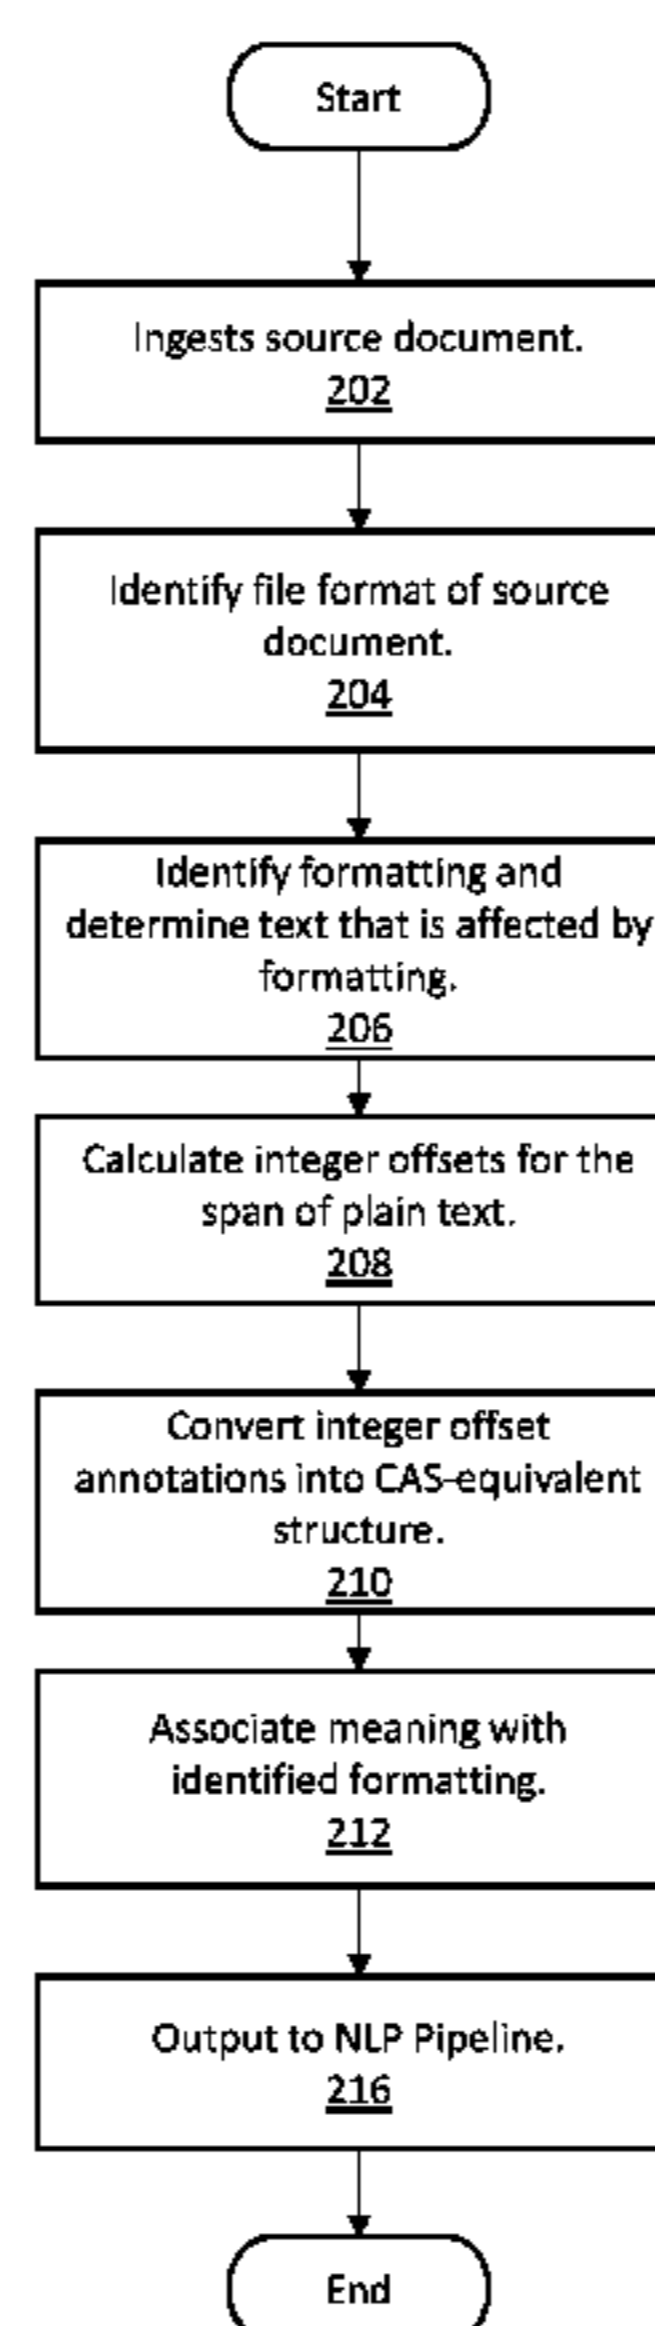 Start
Ingests source document.
202
Identify file format of source
document.
204
Identify formatting and
determine text that is affected by
formatting.
206
Calculate integer offsets for the
span of plain text.
208
Convert integer offset
annotations into CAS-equivalent
structure.
210
Associate meaning with
identified formatting.
212
Output to NLP Pipeline.
216
End